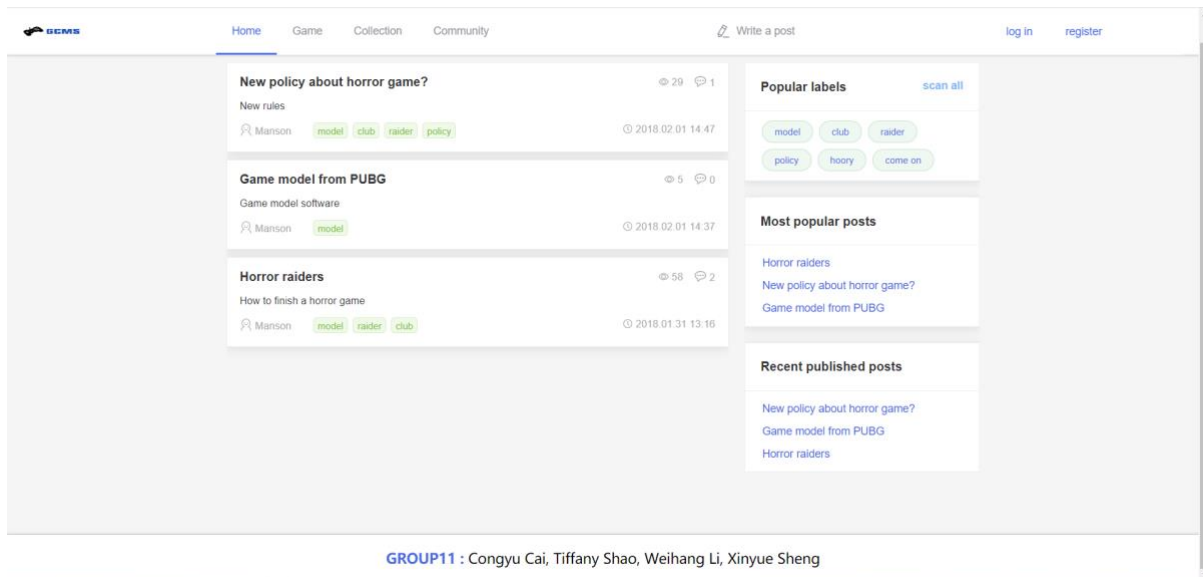 GCMS
Home Game Collection Community Write a post log in register
New policy about horror game? 29 1
New rules
Manson model club raider policy 2018.02.01 14:47
Game model from PUBG 5 0
Game model software
Manson model 2018.02.01 14:37
Horror raiders 58 2
How to finish a horror game
Manson model raider club 2018.01.31 13:16
Popular labels scan all
model club raider
policy hoory come on
Most popular posts
Horror raiders
New policy about horror game?
Game model from PUBG
Recent published posts
New policy about horror game?
Game model from PUBG
Horror raiders
GROUP11 : Congyu Cai, Tiffany Shao, Weihang Li, Xinyue Sheng